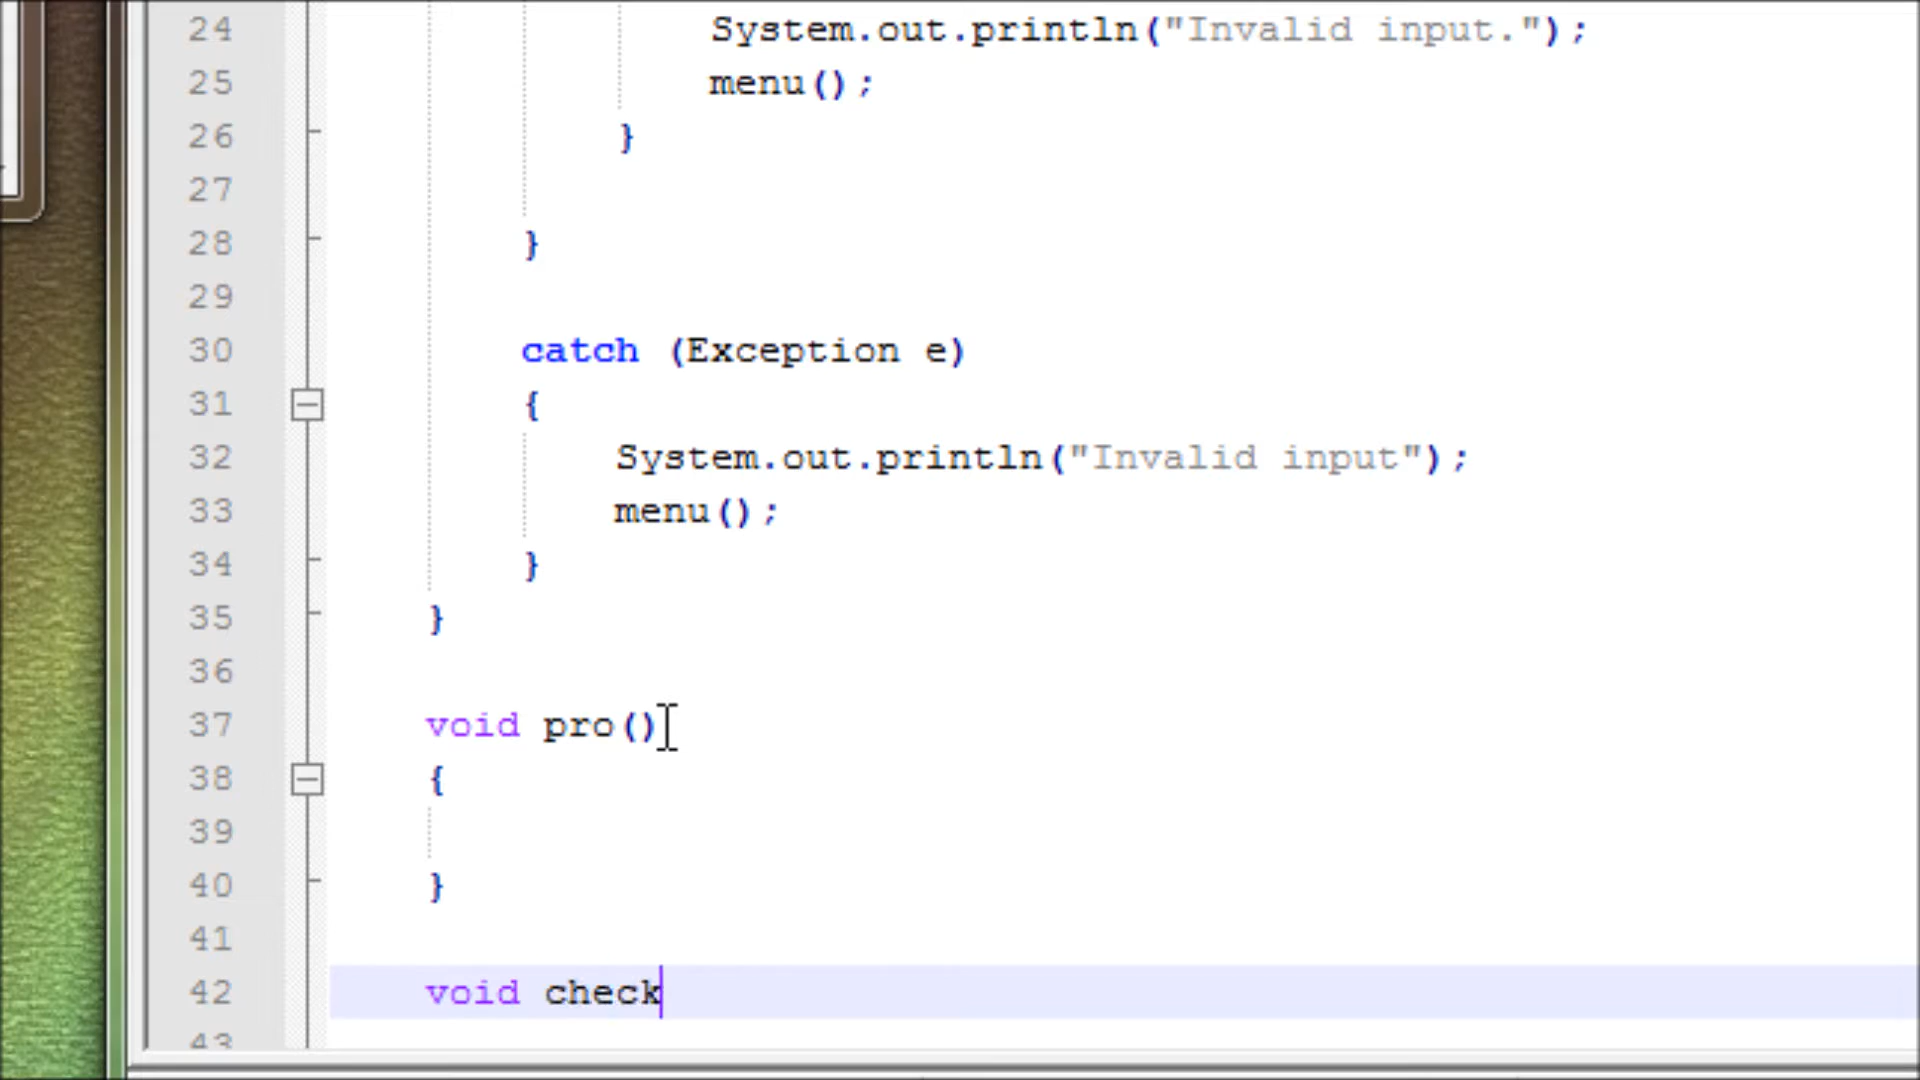 24 System.out.println("Invalid input.");
25 menu();
26 }
27
28 }
29
30 catch (Exception e)
31 {
32 System.out.println("Invalid input");
33 menu();
34 }
35 }
36
37 void pro()
38 {
39
40 }
41
42 void check
43